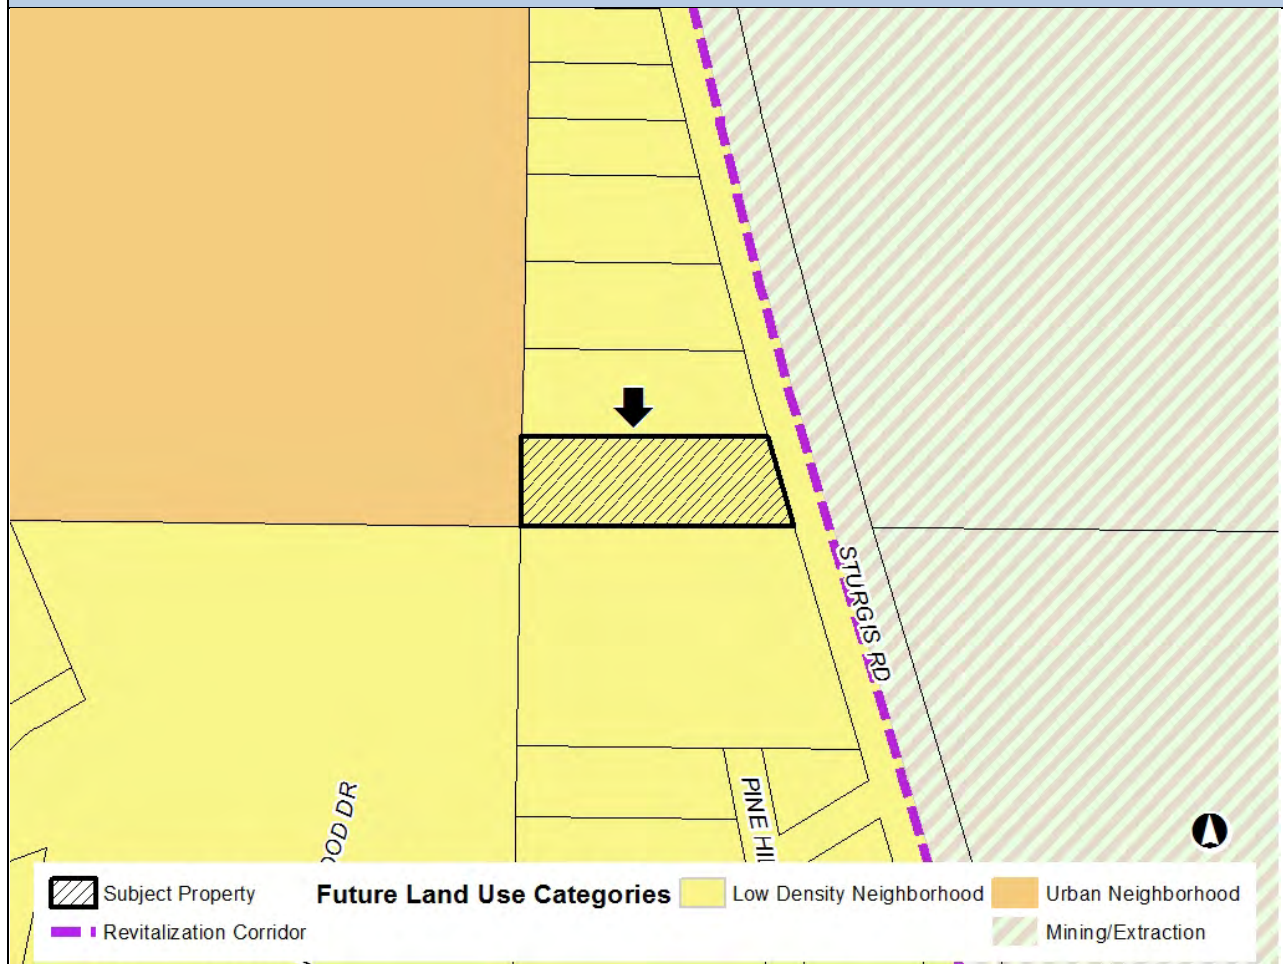 STURGIS RD
OOD DR
PINE HIL
Subject Property
Future Land Use Categories
Low Density Neighborhood
Urban Neighborhood
Revitalization Corridor
Mining/Extraction